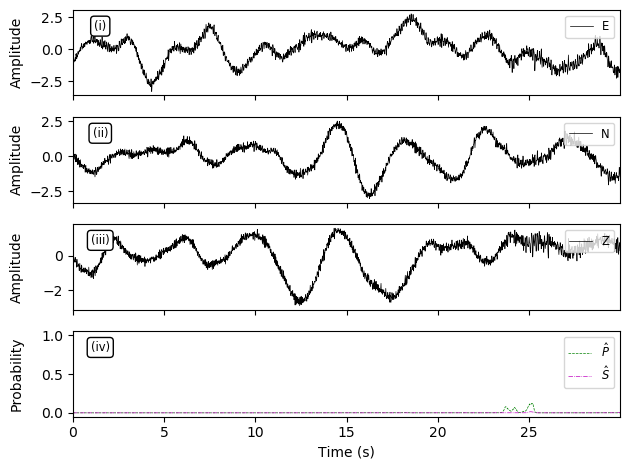 (i)
E
Amplitude
2.5
0.0
−2.5
(ii)
N
Amplitude
2.5
0.0
−2.5
(iii)
Z
Amplitude
0
−2
(iv)
P̂
Ŝ
Probability
1.0
0.5
0.0
0 5 10 15 20 25
Time (s)